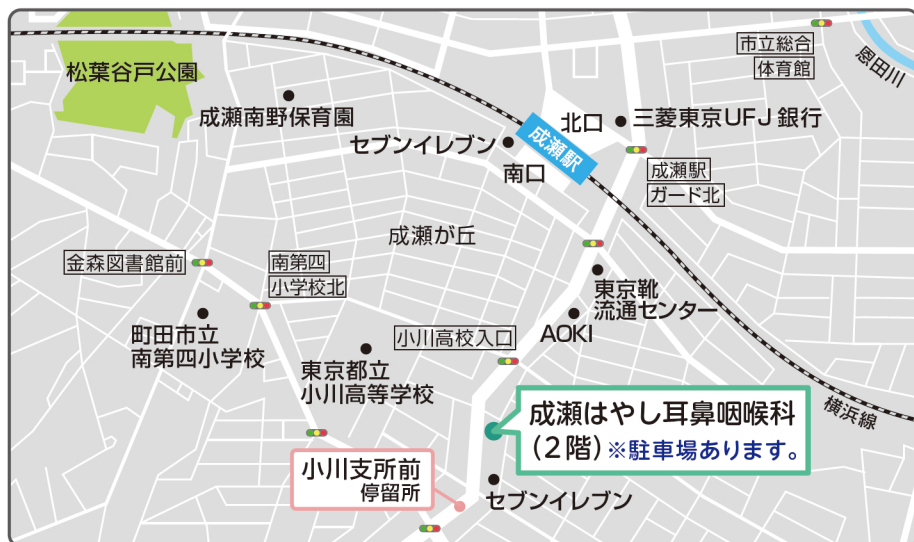 市立総合
体育館
恩田川
松葉谷戸公園
成瀬南野保育園
北口
三菱東京UFJ銀行
セブンイレブン
成瀬駅
南口
成瀬駅
ガード北
成瀬が丘
金森図書館前
南第四
小学校北
東京靴
流通センター
町田市立
南第四小学校
小川高校入口
AOKI
東京都立
小川高等学校
横浜線
成瀬はやし耳鼻咽喉科
(2階)※駐車場あります。
小川支所前
停留所
セブンイレブン